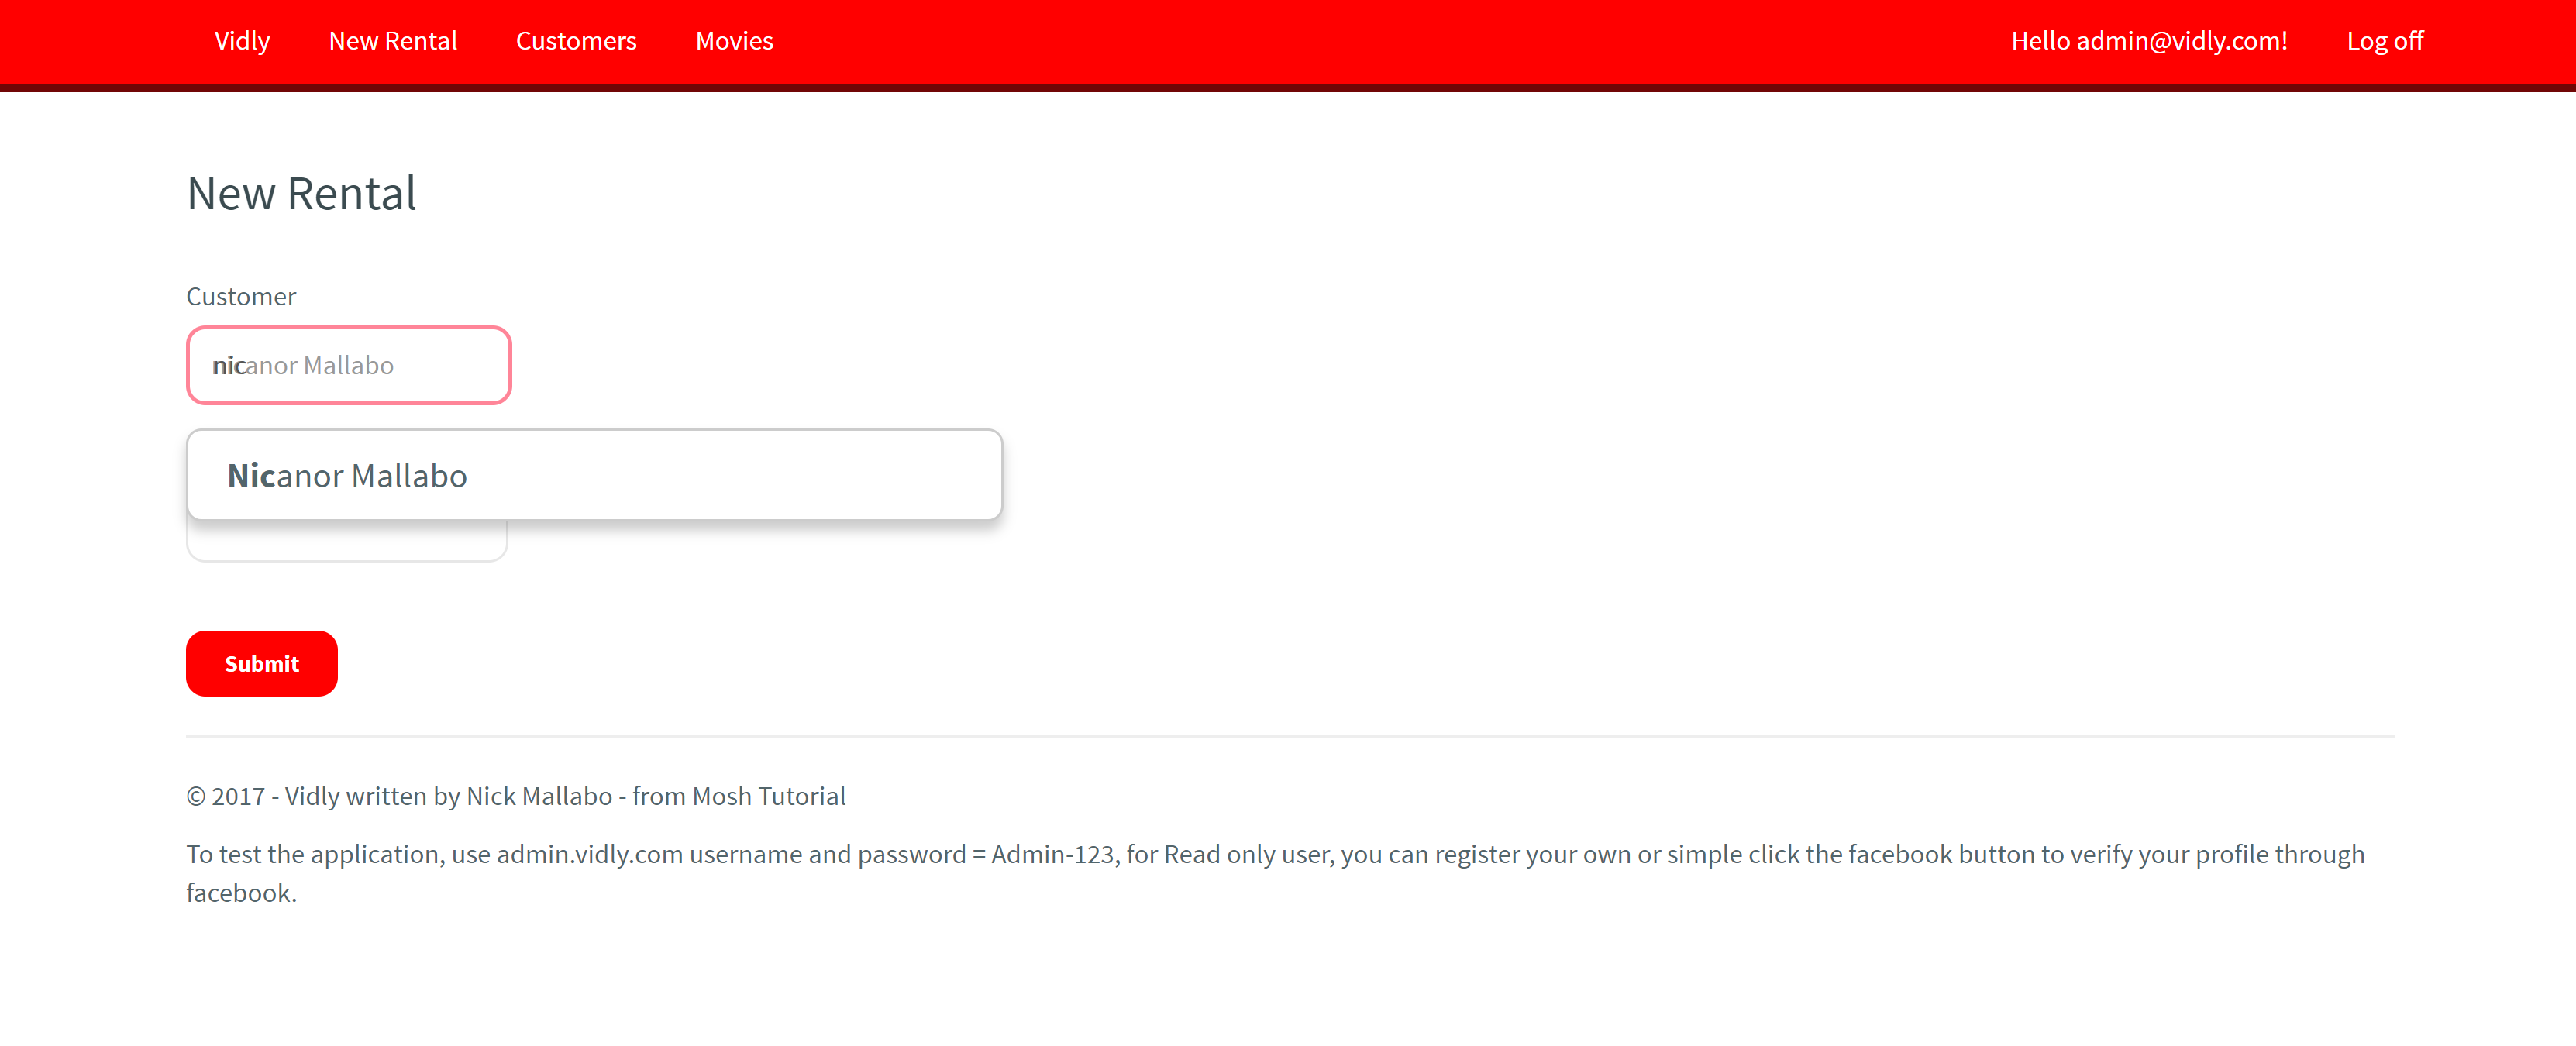 Vidly New Rental Customers Movies Hello admin@vidly.com! Log off
New Rental
Customer
nicanor Mallabo
Nicanor Mallabo
Submit
© 2017 - Vidly written by Nick Mallabo - from Mosh Tutorial
To test the application, use admin.vidly.com username and password = Admin-123, for Read only user, you can register your own or simple click the facebook button to verify your profile through
facebook.